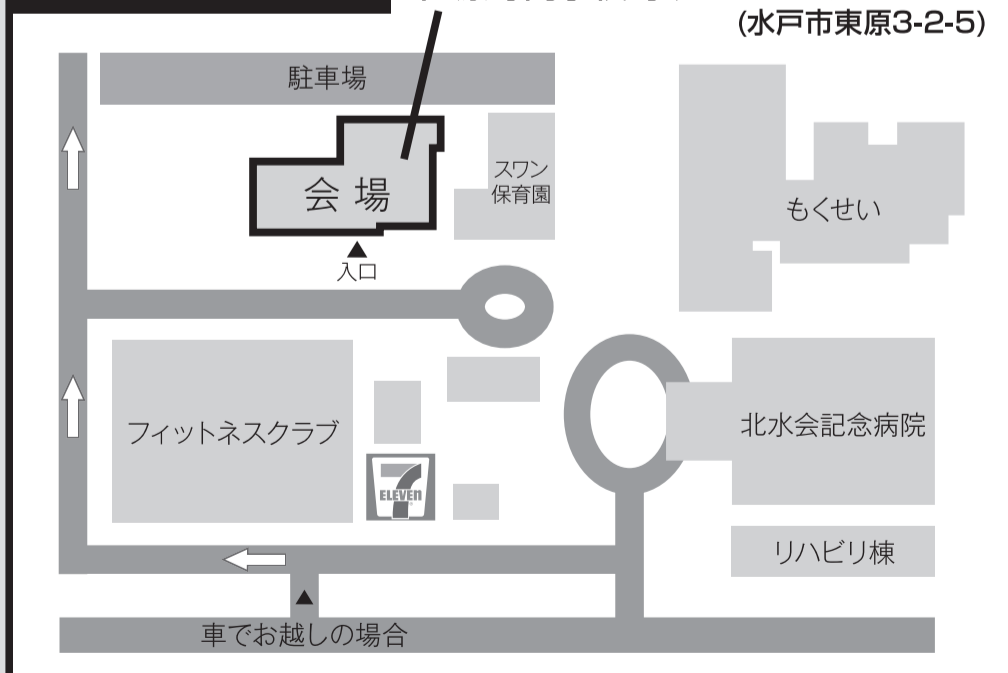 (水戸市東原3-2-5)
駐車場
スワン
保育園
会場
もくせい
入口
フィットネスクラブ
北水会記念病院
7
ELEVEN
リハビリ棟
車でお越しの場合